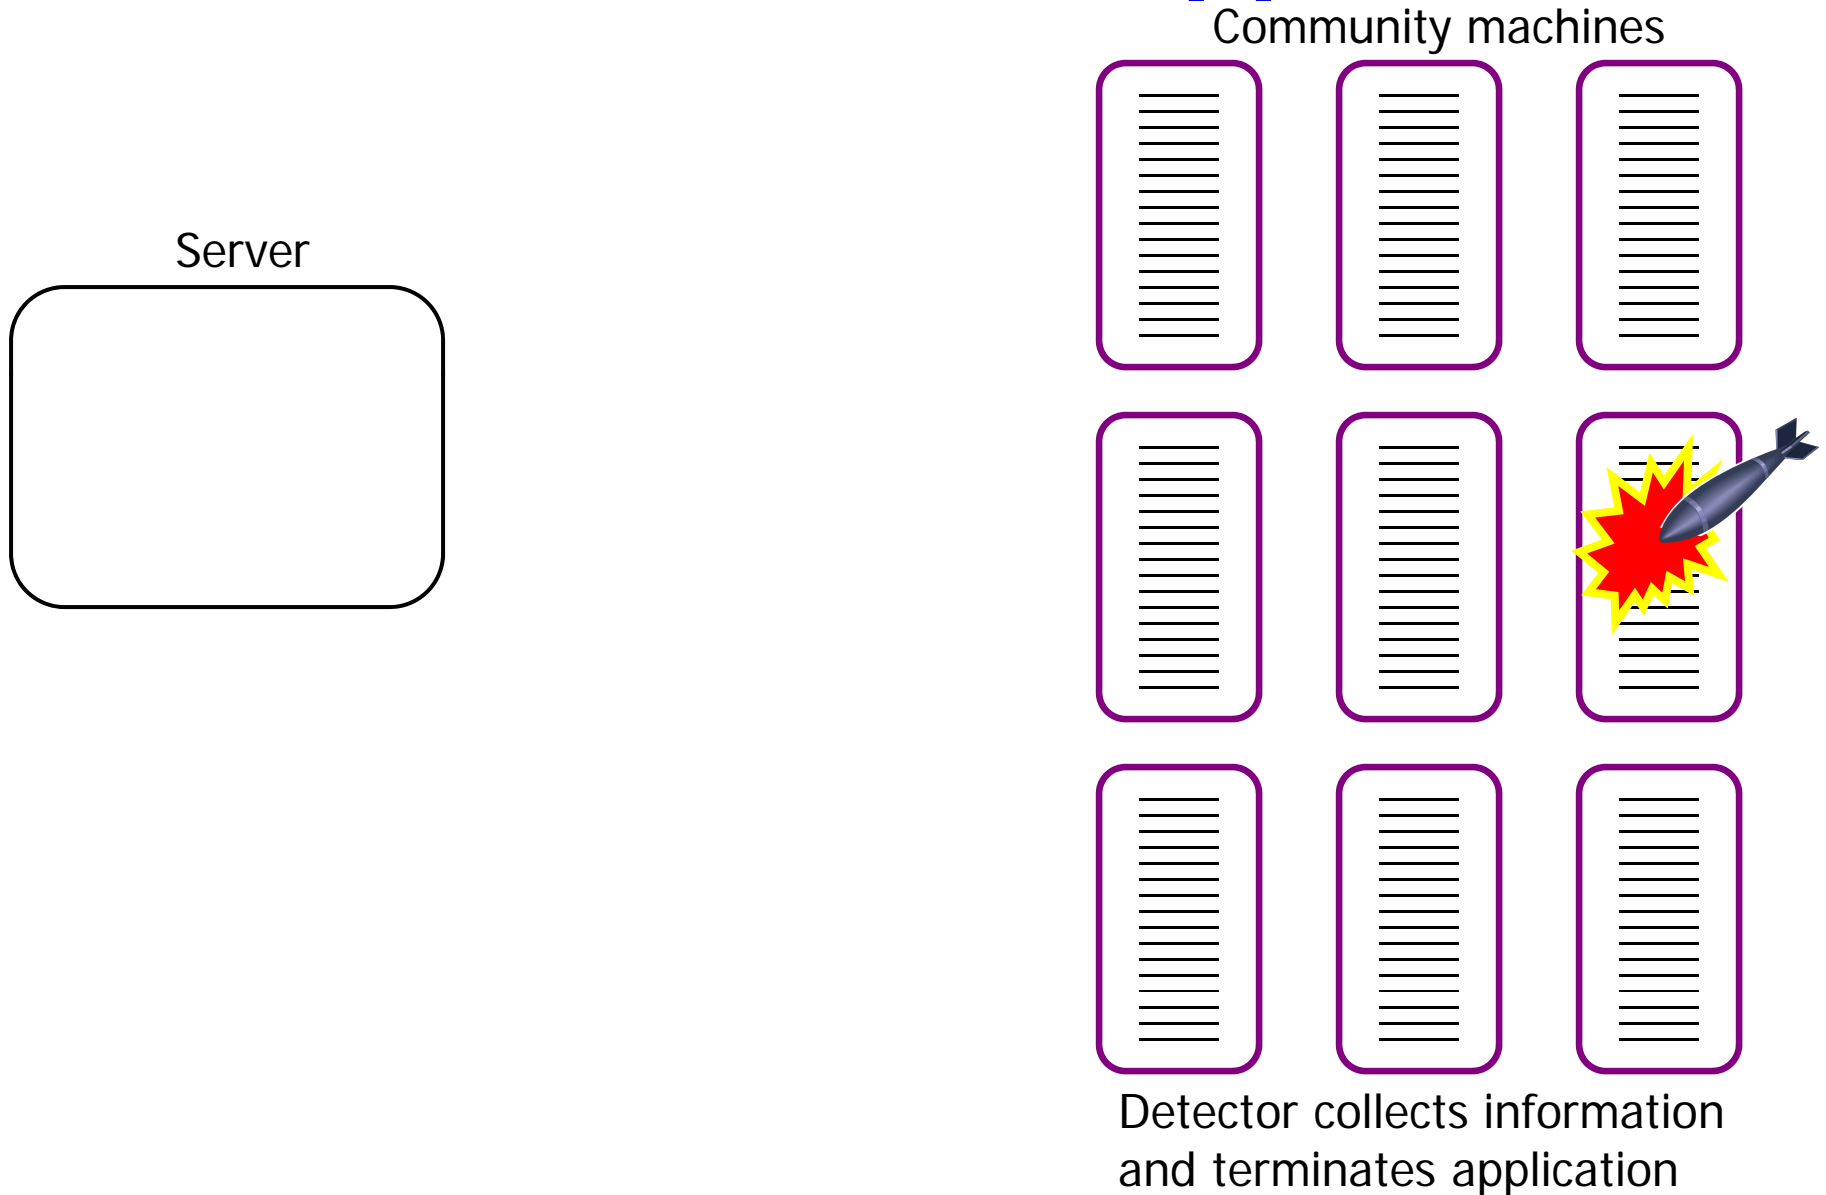 Community machines
Server
Detector collects information
and terminates application